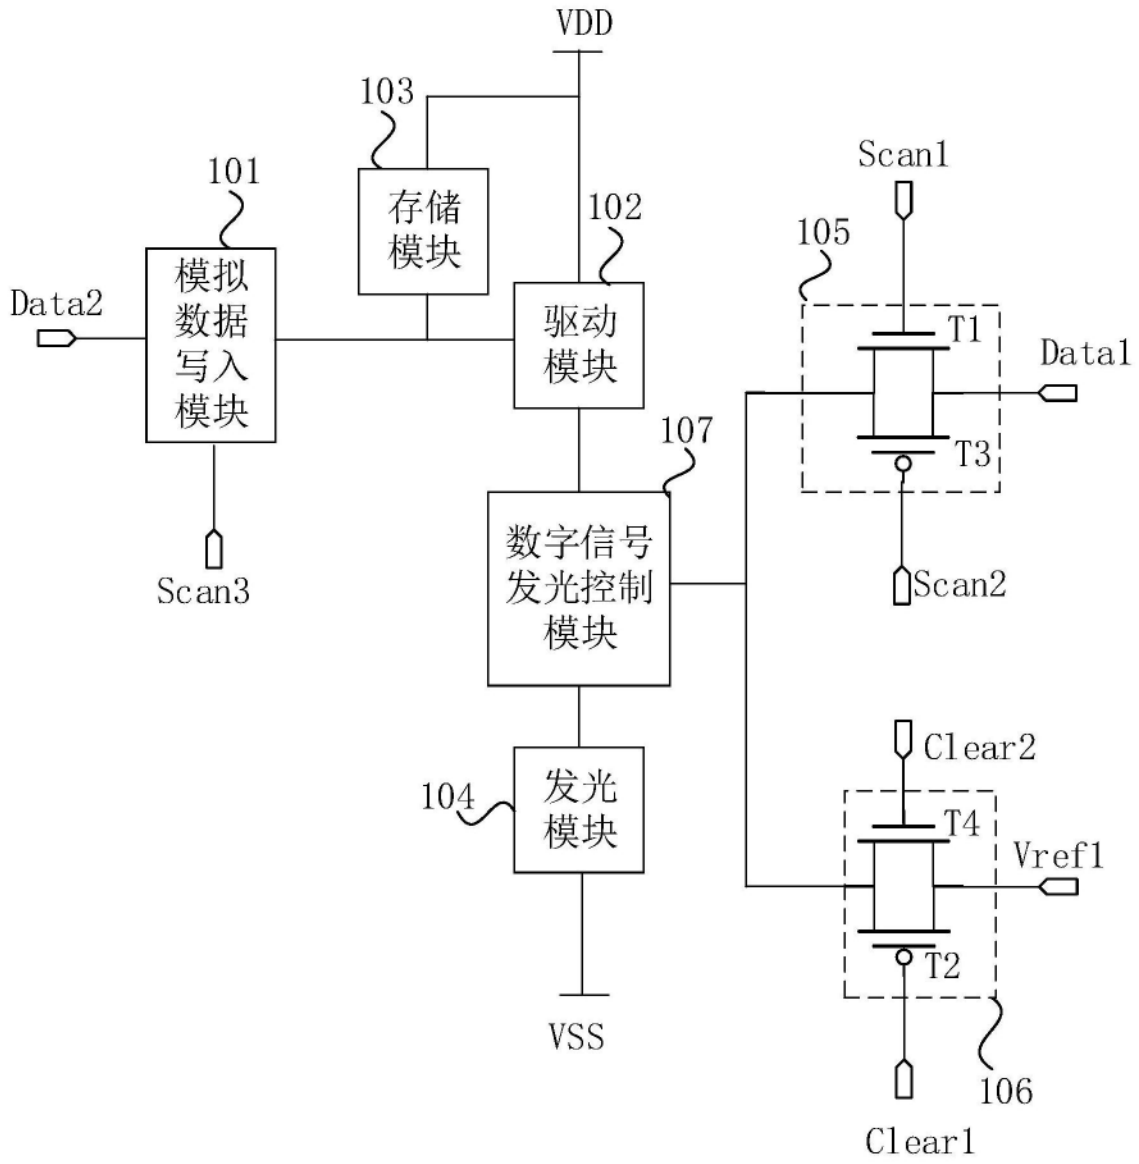 VDD
103
Scan1
101
存储
模块
102
105
模拟
数据
写入
模块
Data2
驱动
模块
T1
Data1
107
T3
数字信号
发光控制
模块
Scan3
Scan2
Clear2
104
发光
模块
T4
Vref1
T2
VSS
106
Clear1